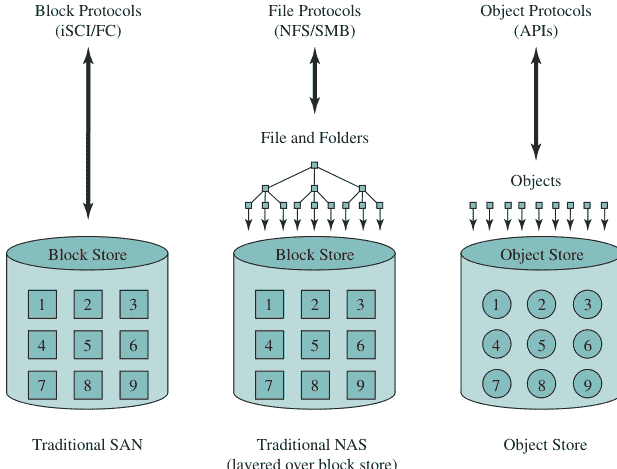 Block Protocols
(iSCI/FC)
File Protocols
(NFS/SMB)
Object Protocols
(APIs)
File and Folders
Objects
Block Store
1 2 3
4 5 6
7 8 9
Block Store
1 2 3
4 5 6
7 8 9
Object Store
1 2 3
4 5 6
7 8 9
Traditional SAN
Traditional NAS
(layered over block store)
Object Store